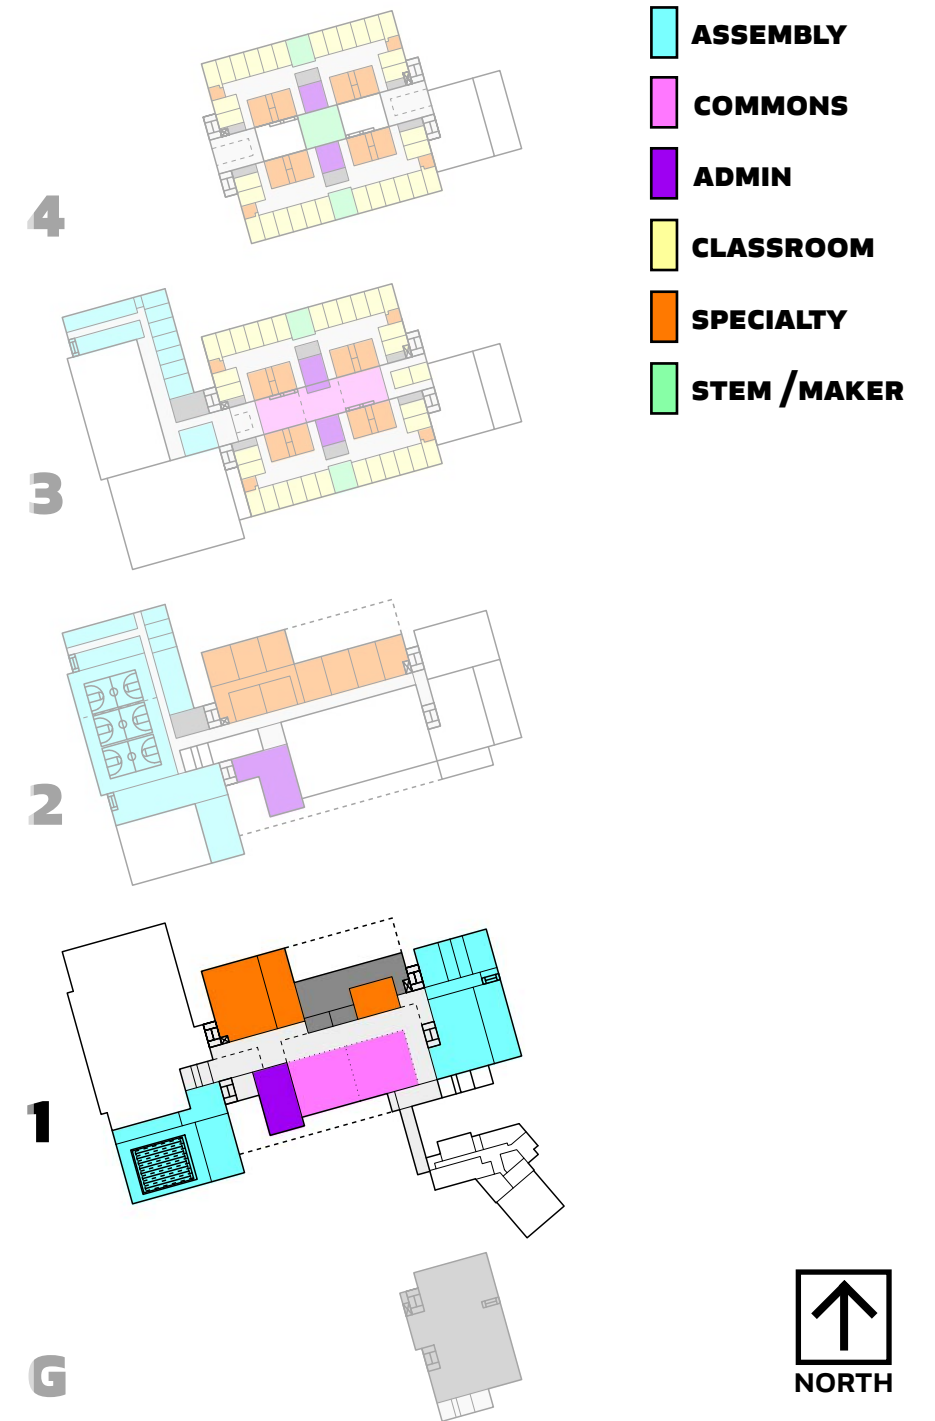 ASSEMBLY
COMMONS
ADMIN
CLASSROOM
SPECIALTY
STEM /MAKER
4
3
2
1
G
NORTH